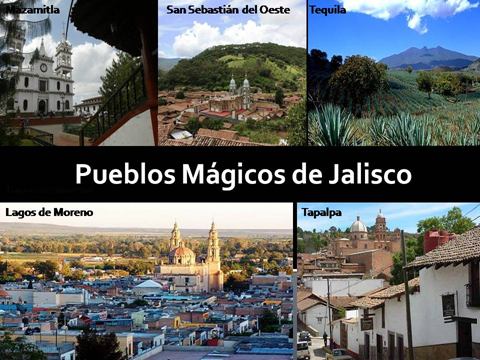 Mazamitla
San Sebastián del Oeste
Tequila
Pueblos Mágicos de Jalisco
Lagos de Moreno
Tapalpa